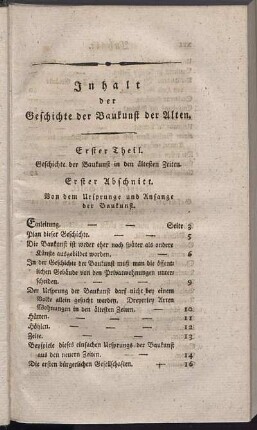 Inhalt
der
Geschichte der Baukunst der Alten.
Erster Theil.
Geschichte der Baukunst in den ältesten Zeiten.
Erster Abschnitt.
Von dem Ursprunge und Anfange
der Baukunst.
Einleitung. — Seite 3
Plan dieser Geschichte. — 5
Die Baukunst ist weder eher noch später als andere
Künste ausgebildet worden. — — 6
In der Geschichte der Baukunst muß man die öffent-
lichen Gebäude von den Privatwohnungen unter-
scheiden. — — 9
Der Ursprung der Baukunst darf nicht bey einem
Volke allein gesucht werden. Dreyerley Arten
Wohnungen in den ältesten Zeiten. — 10
Hütten. — — — 11
Höhlen. — — — 12
Zelte. — — — 13
Beyspiele dieses einfachen Ursprungs der Baukunst
aus den neuern Zeiten. — — 14
Die ersten bürgerlichen Gesellschaften. — + 16